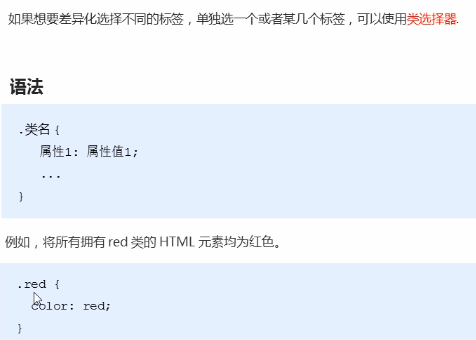 如果想要差异化选择不同的标签，单独选一个或者某几个标签，可以使用类选择器.
语法
.类名 {
属性1: 属性值1;
...
}
例如，将所有拥有 red 类的 HTML 元素均为红色。
.red {
color: red;
}